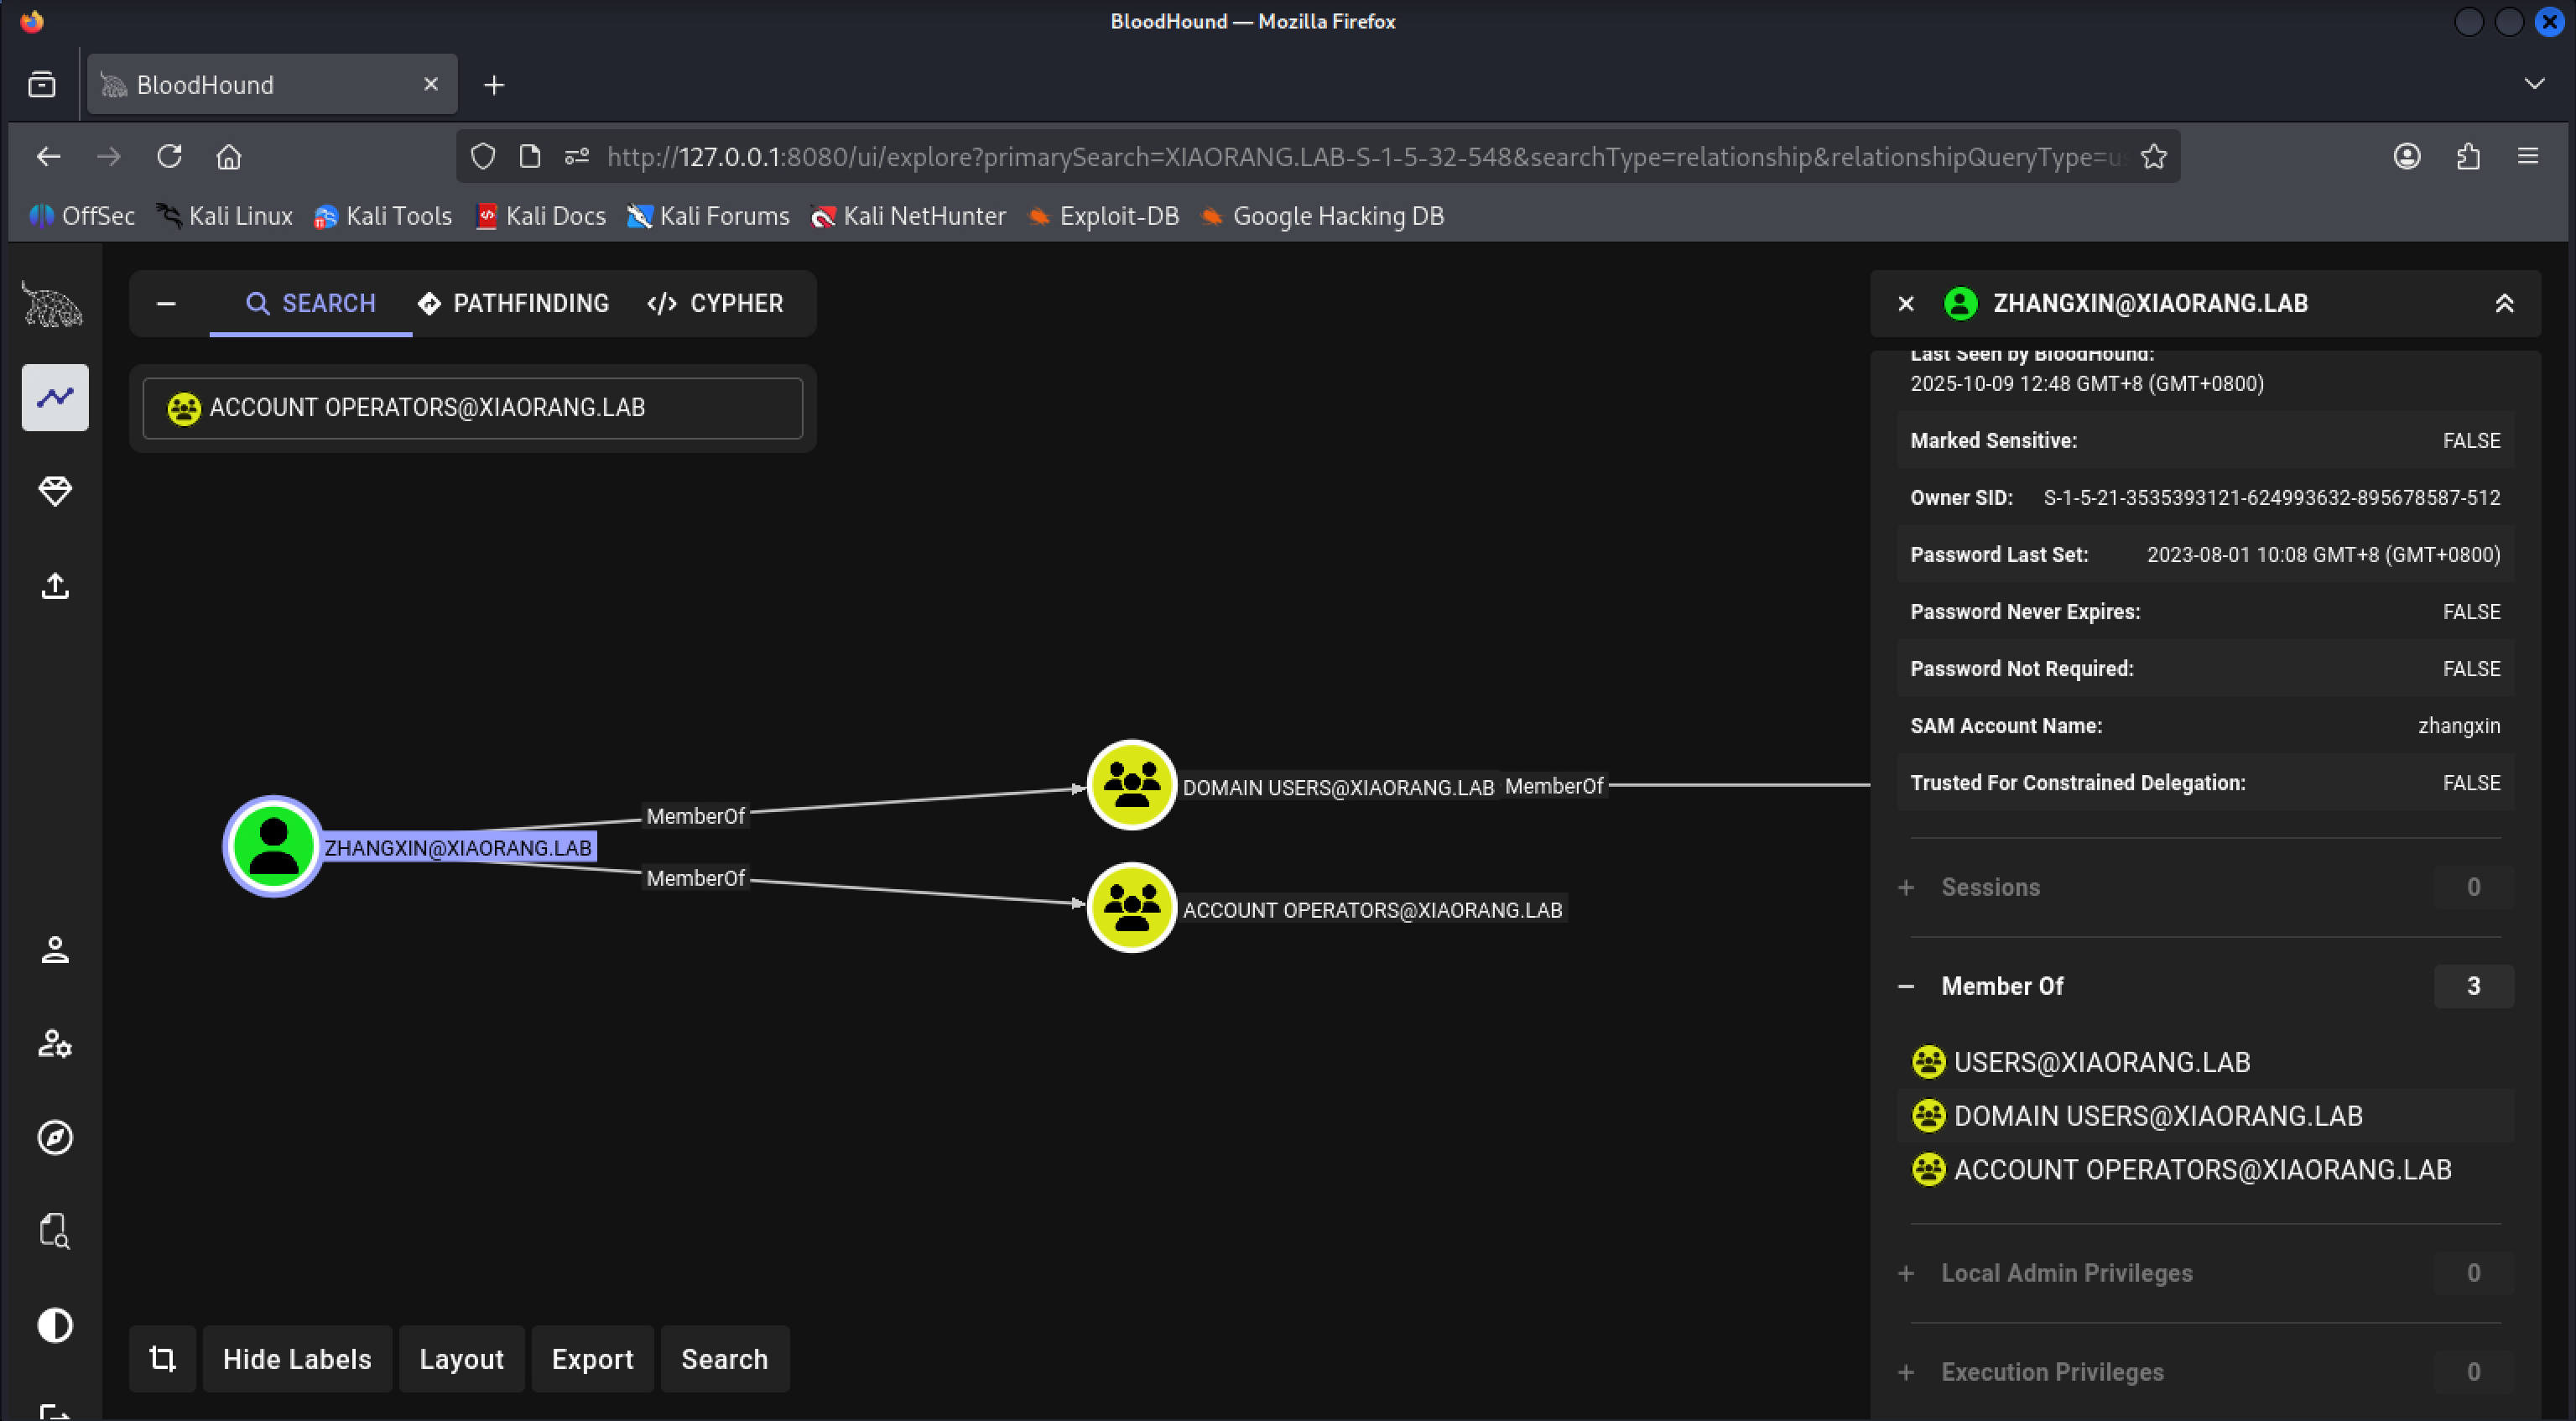 BloodHound — Mozilla Firefox
BloodHound
http://127.0.0.1:8080/ui/explore?primarySearch=XIAORANG.LAB-S-1-5-32-548&searchType=relationship&relationshipQueryType=u
OffSec Kali Linux Kali Tools Kali Docs Kali Forums Kali NetHunter Exploit-DB Google Hacking DB
SEARCH PATHFINDING CYPHER
ACCOUNT OPERATORS@XIAORANG.LAB
MemberOf
DOMAIN USERS@XIAORANG.LAB MemberOf
ZHANGXIN@XIAORANG.LAB
MemberOf
ACCOUNT OPERATORS@XIAORANG.LAB
Hide Labels Layout Export Search
ZHANGXIN@XIAORANG.LAB
Last Seen by BloodHound:
2025-10-09 12:48 GMT+8 (GMT+0800)
Marked Sensitive: FALSE
Owner SID: S-1-5-21-3535393121-624993632-895678587-512
Password Last Set: 2023-08-01 10:08 GMT+8 (GMT+0800)
Password Never Expires: FALSE
Password Not Required: FALSE
SAM Account Name: zhangxin
Trusted For Constrained Delegation: FALSE
Sessions 0
Member Of 3
USERS@XIAORANG.LAB
DOMAIN USERS@XIAORANG.LAB
ACCOUNT OPERATORS@XIAORANG.LAB
Local Admin Privileges 0
Execution Privileges 0